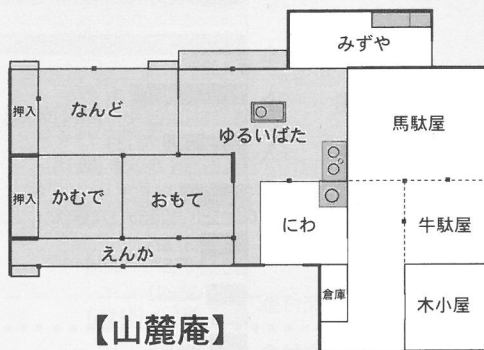 みずや
押入
なんど
ゆるいばた
馬駄屋
押入
かむで
おもて
にわ
牛駄屋
えんか
倉庫
木小屋
【山麓庵】